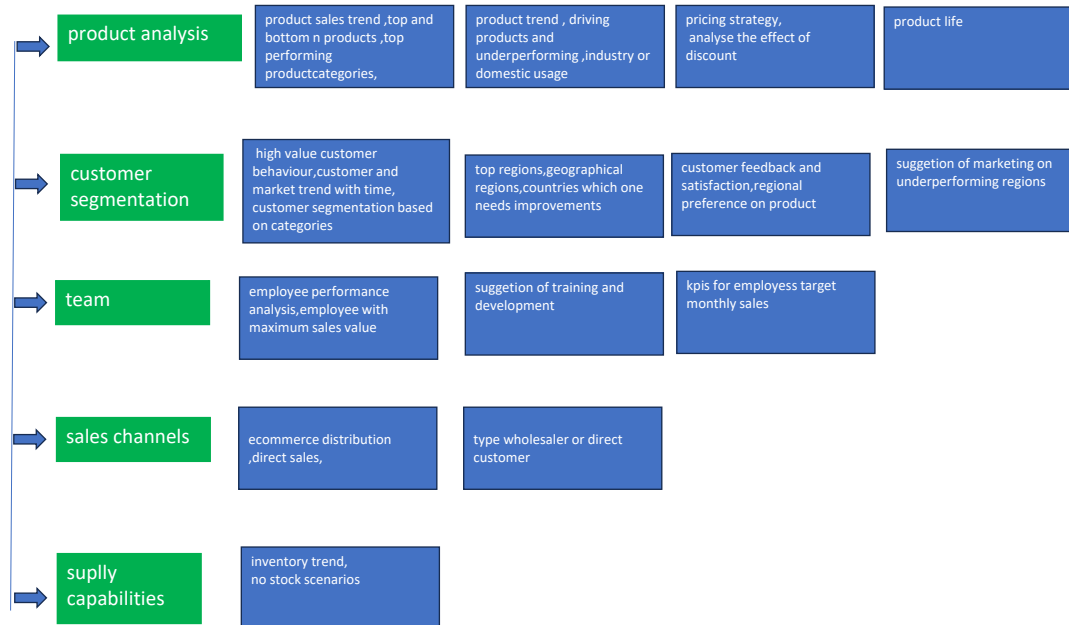 product analysis
product sales trend ,top and
bottom n products ,top
performing
productcategories,
product trend , driving
products and
underperforming ,industry or
domestic usage
pricing strategy,
analyse the effect of
discount
product life
customer
segmentation
high value customer
behaviour,customer and
market trend with time,
customer segmentation based
on categories
top regions,geographical
regions,countries which one
needs improvements
customer feedback and
satisfaction,regional
preference on product
suggetion of marketing on
underperforming regions
team
employee performance
analysis,employee with
maximum sales value
suggetion of training and
development
kpis for employess target
monthly sales
sales channels
ecommerce distribution
,direct sales,
type wholesaler or direct
customer
suplly
capabilities
inventory trend,
no stock scenarios